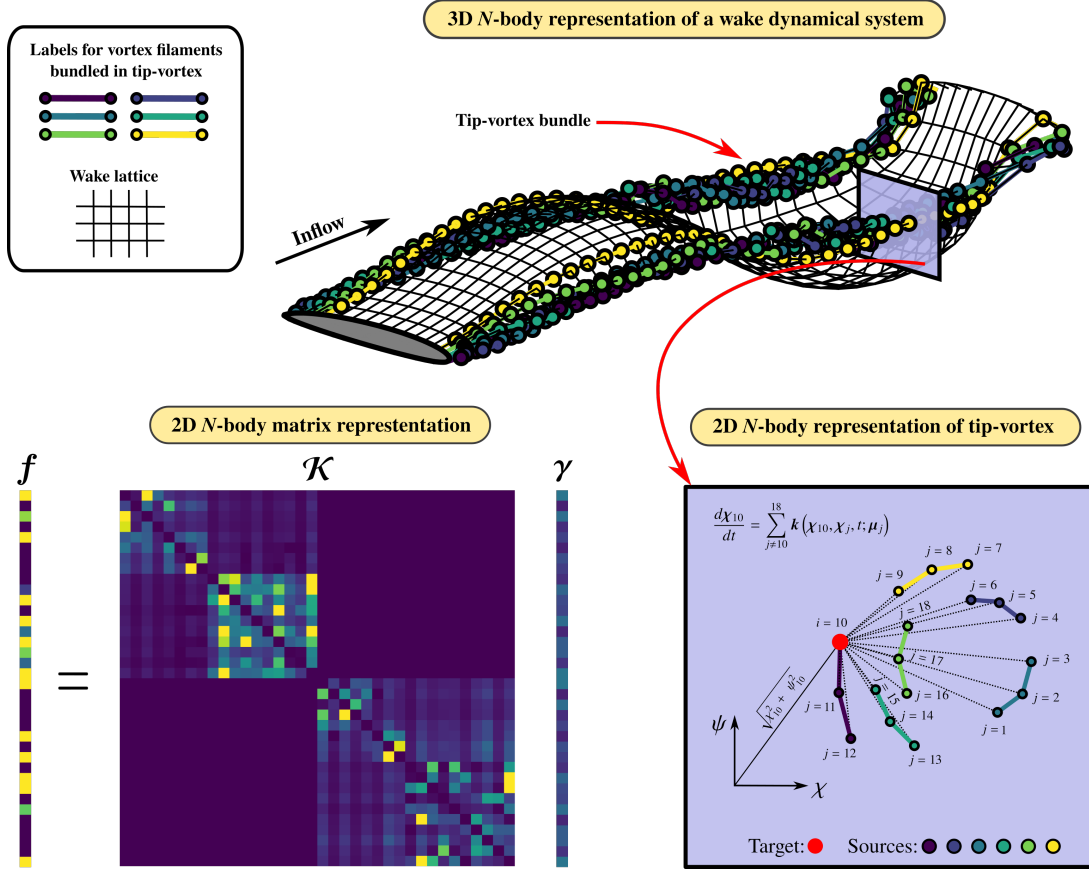 3D N-body representation of a wake dynamical system
Labels for vortex filaments
bundled in tip-vortex
Wake lattice
Tip-vortex bundle
Inflow
2D N-body matrix represtentation
f
=
𝒦
γ
2D N-body representation of tip-vortex
dχ₁₀/dt = ∑_{j≠10}^{18} k(χ₁₀, χⱼ, t; μⱼ)
j = 7
j = 8
j = 9
j = 6
j = 5
j = 4
j = 18
i = 10
j = 3
j = 17
j = 2
j = 16
j = 15
j = 11
j = 14
j = 1
j = 12
j = 13
√(χ²₁₀ + ψ²₁₀)
ψ
χ
Target:
Sources: